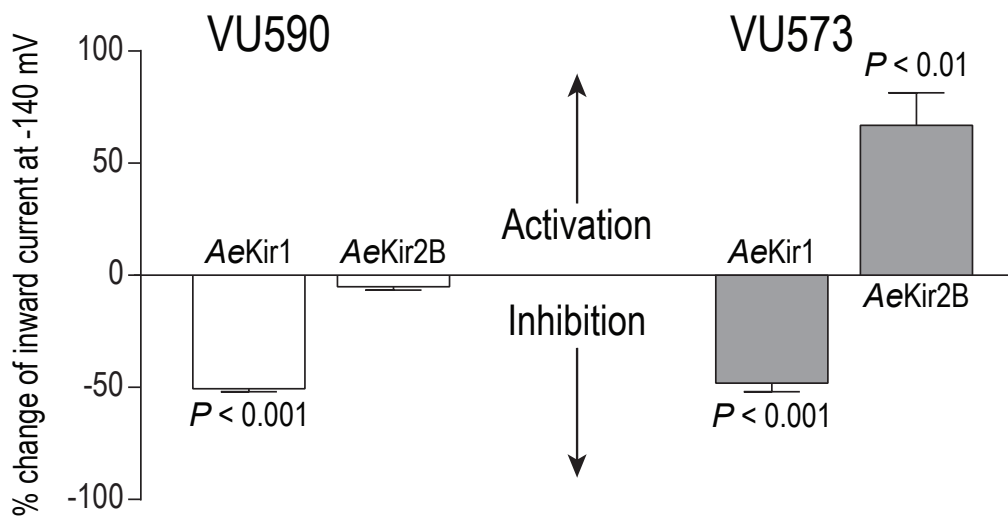 % change of inward current at -140 mV
VU590
VU573
100
P < 0.01
50
Activation
AeKir1
AeKir2B
AeKir1
0
AeKir2B
Inhibition
-50
P < 0.001
P < 0.001
-100